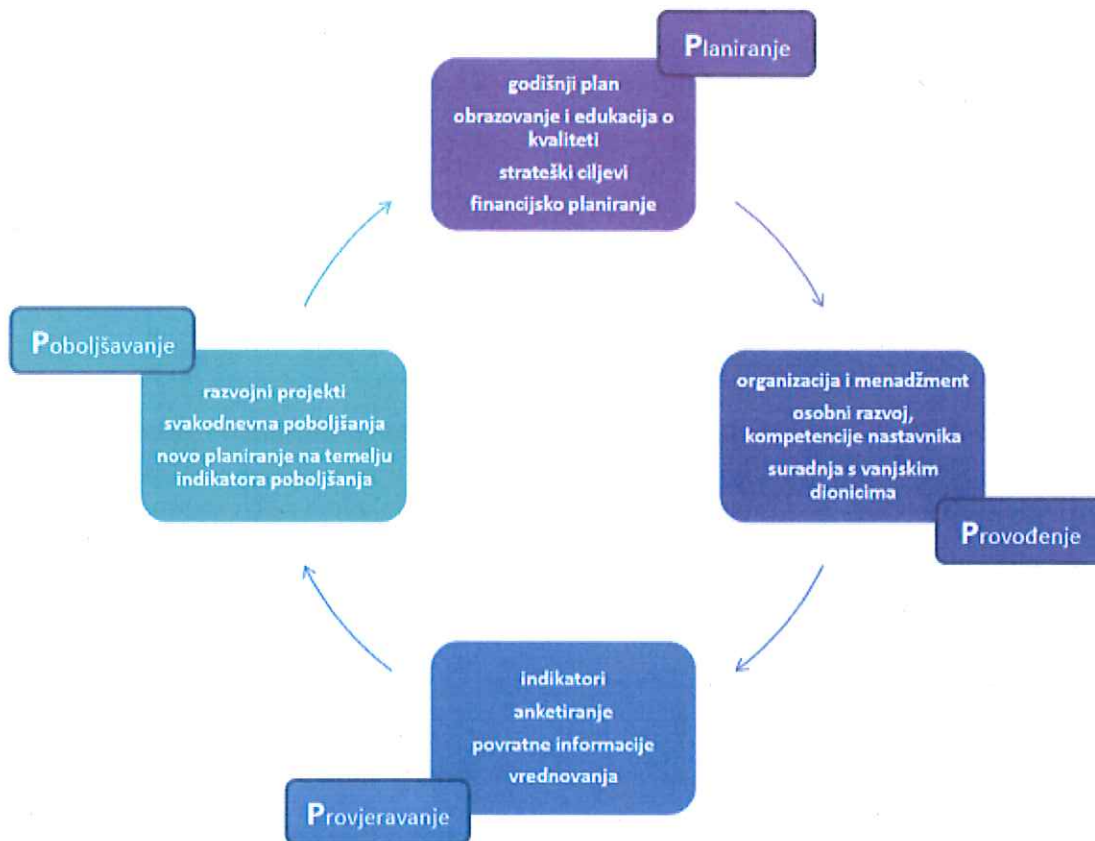 Planiranje
godišnji plan
obrazovanje i edukacija o
kvaliteti
strateški ciljevi
financijsko planiranje
organizacija i menadžment
osobni razvoj,
kompetencije nastavnika
suradnja s vanjskim
dionicima
Provođenje
indikatori
anketiranje
povratne informacije
vrednovanja
Provjeravanje
Poboljšavanje
razvojni projekti
svakodnevna poboljšanja
novo planiranje na temelju
indikatora poboljšanja